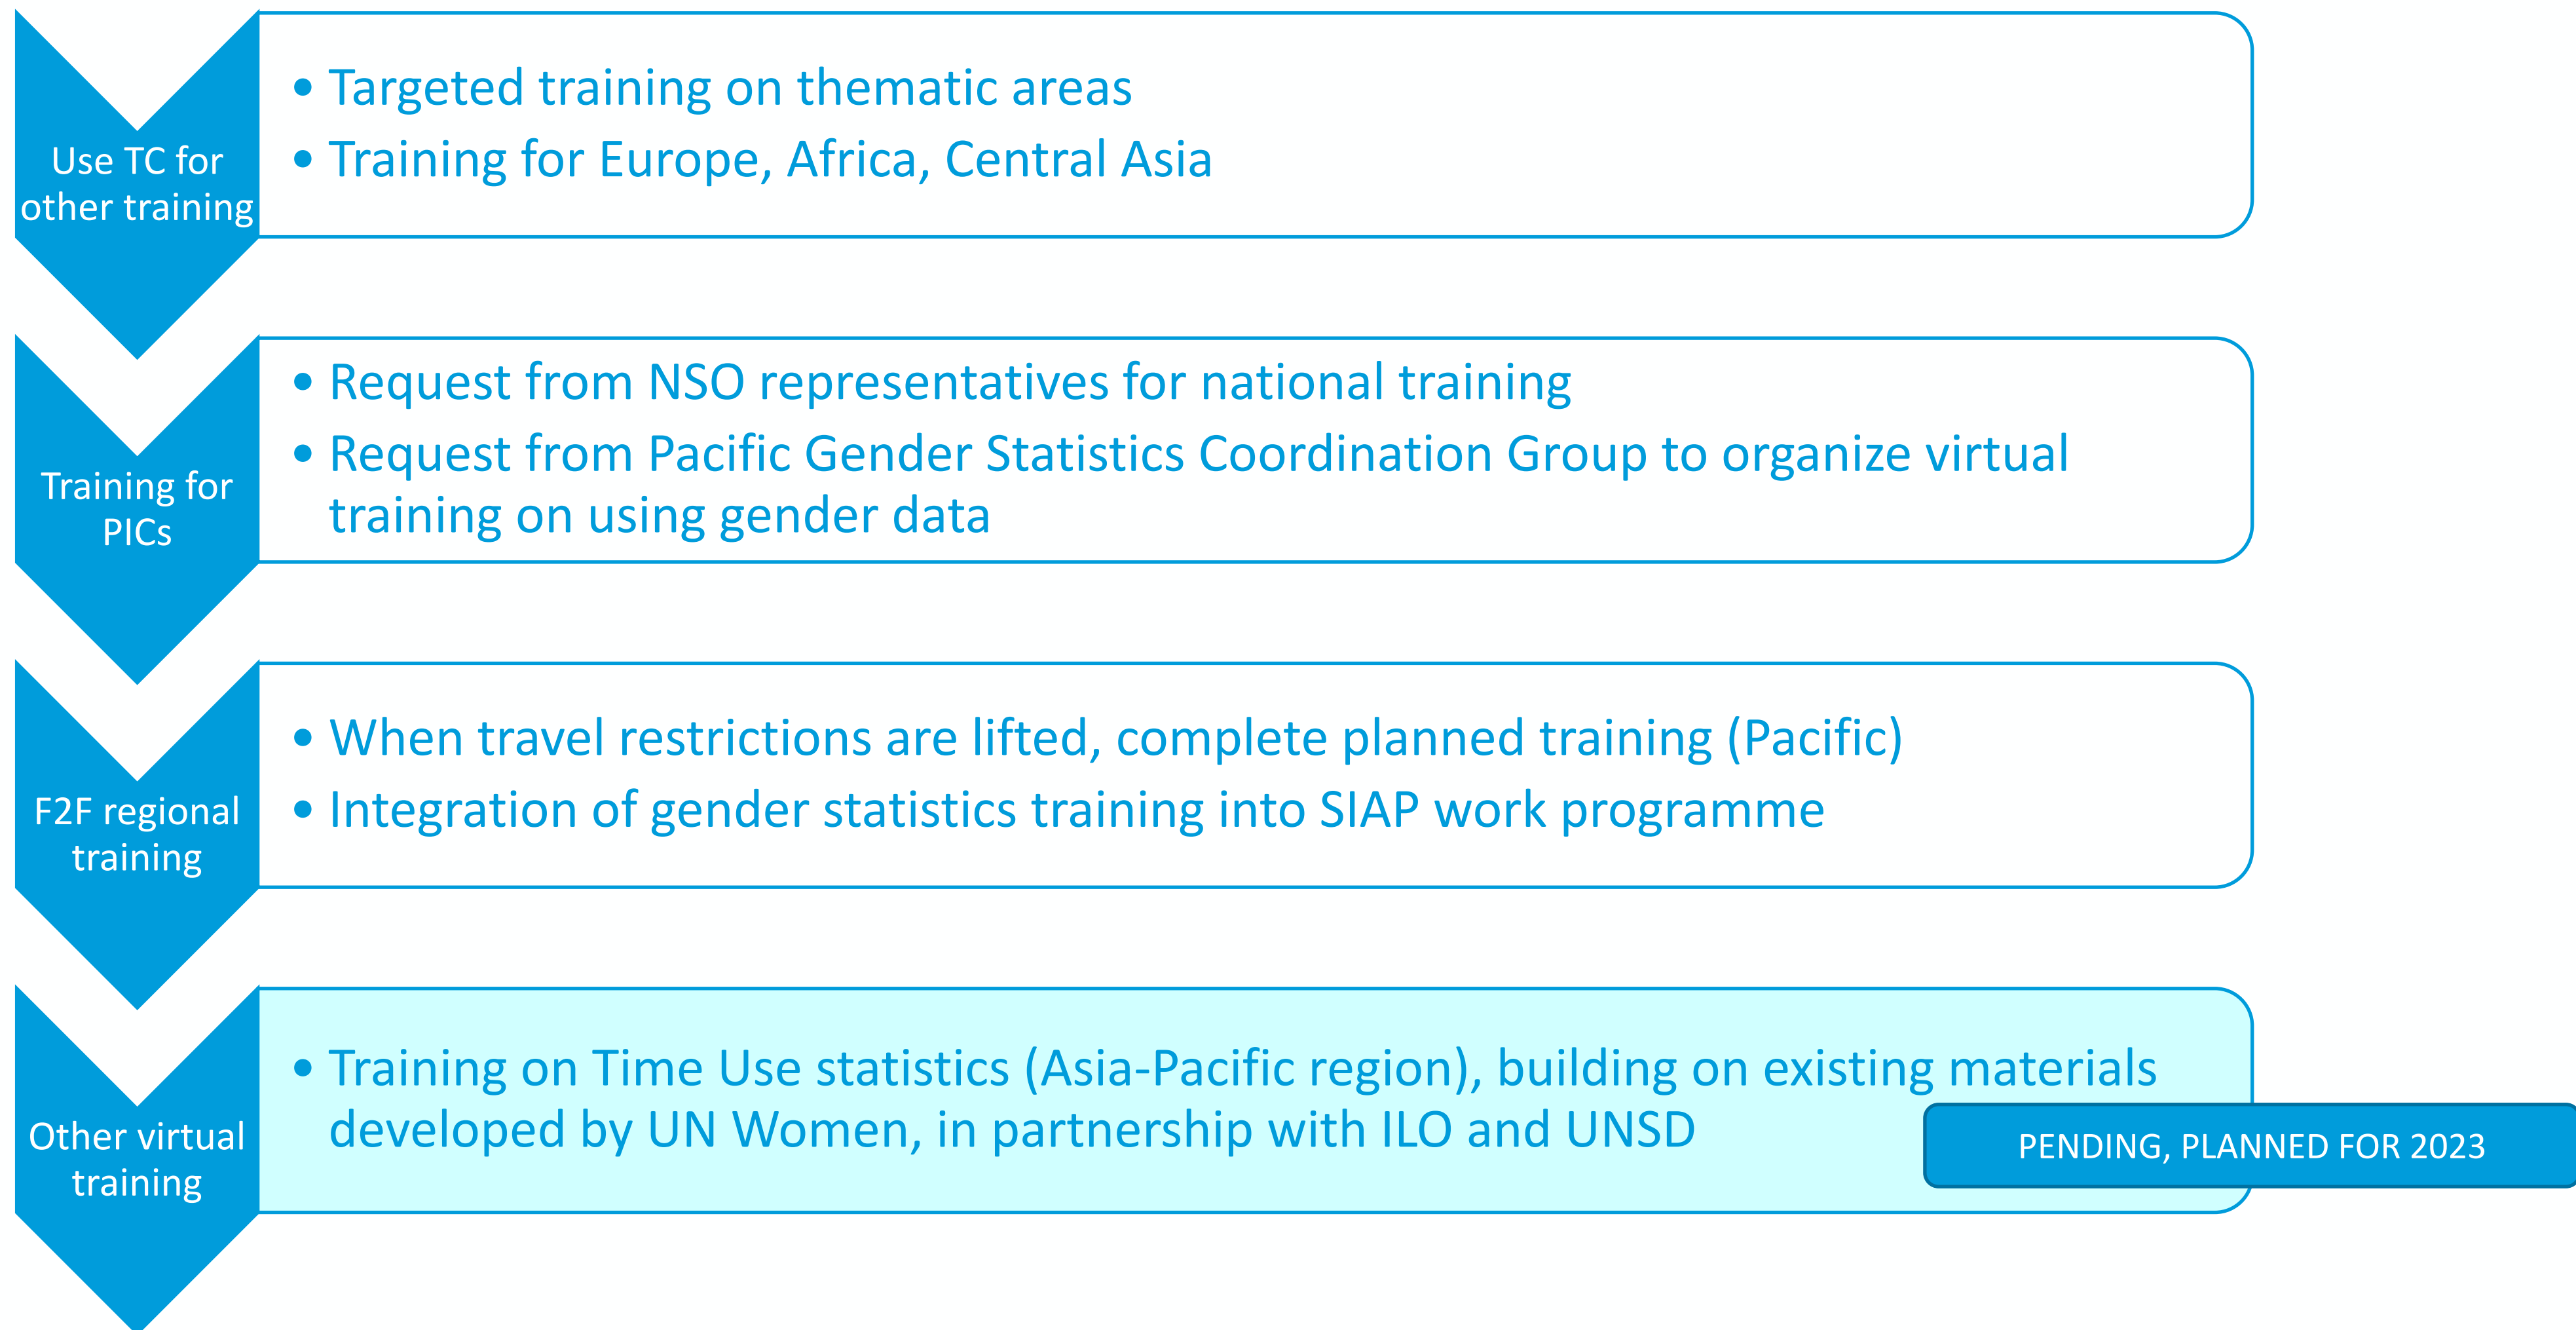 Use TC for
other training
• Targeted training on thematic areas
• Training for Europe, Africa, Central Asia
Training for
PICs
• Request from NSO representatives for national training
• Request from Pacific Gender Statistics Coordination Group to organize virtual
training on using gender data
F2F regional
training
• When travel restrictions are lifted, complete planned training (Pacific)
• Integration of gender statistics training into SIAP work programme
Other virtual
training
• Training on Time Use statistics (Asia-Pacific region), building on existing materials
developed by UN Women, in partnership with ILO and UNSD
PENDING, PLANNED FOR 2023